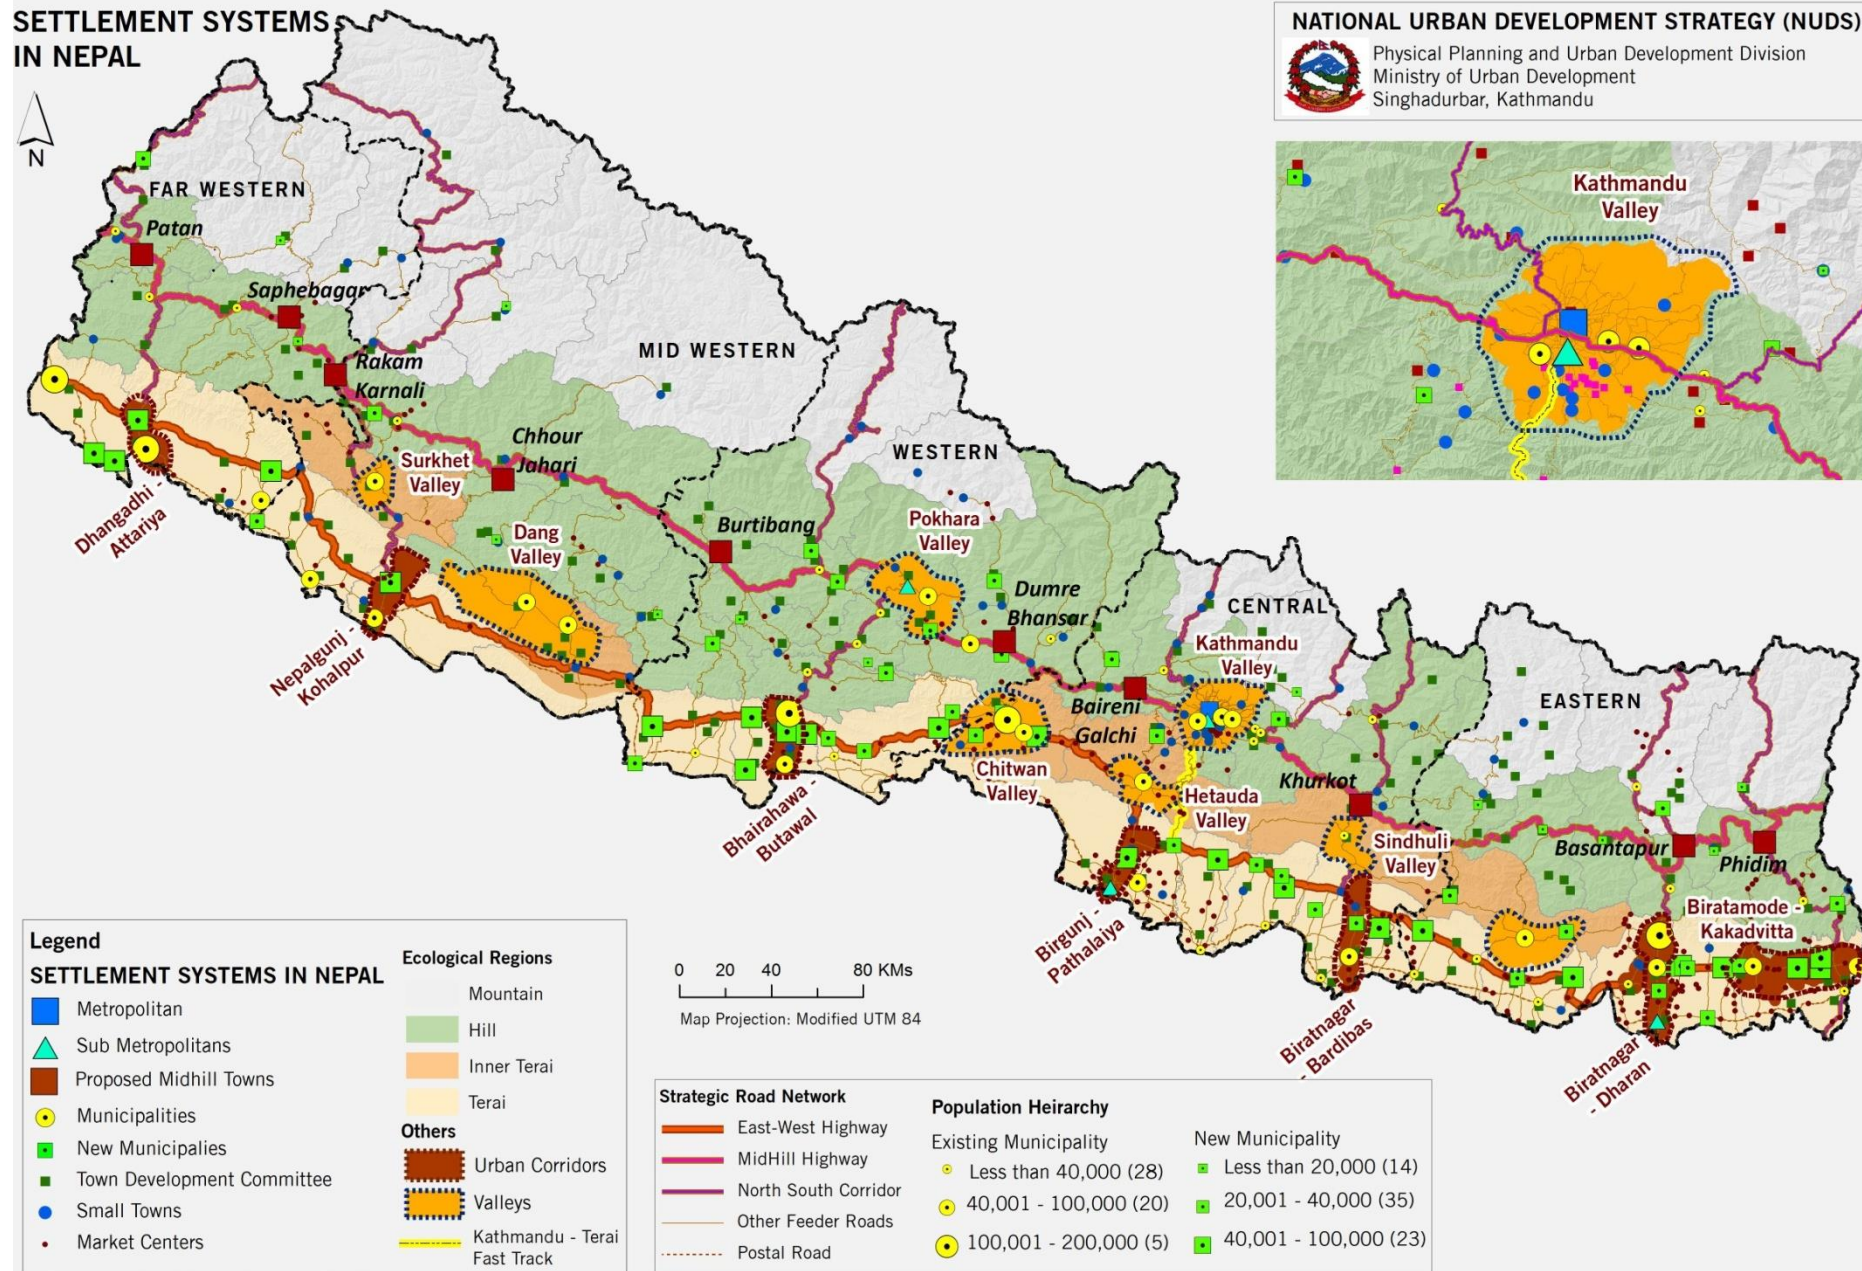 SETTLEMENT SYSTEMS
IN NEPAL
N
NATIONAL URBAN DEVELOPMENT STRATEGY (NUDS)
Physical Planning and Urban Development Division
Ministry of Urban Development
Singhadurbar, Kathmandu
Kathmandu
Valley
FAR WESTERN
Patan
Saphebagar
Rakam
Karnali
MID WESTERN
Chhour
Jahari
Surkhet
Valley
Dhangadhi -
Attariya
Dang
Valley
Nepalgunj -
Kohalpur
WESTERN
Burtibang
Pokhara
Valley
Dumre
Bhansar
CENTRAL
Kathmandu
Valley
Baireni
Galchi
Chitwan
Valley
Bhairahawa -
Butawal
Hetauda
Valley
Khurkot
Sindhuli
Valley
EASTERN
Basantapur
Phidim
Biratamode -
Kakadvitta
Birgunj -
Pathalaiya
Biratnagar
- Bardibas
Biratnagar
- Dharan
Legend
SETTLEMENT SYSTEMS IN NEPAL
Metropolitan
Sub Metropolitans
Proposed Midhill Towns
Municipalities
New Municipalies
Town Development Committee
Small Towns
Market Centers
Ecological Regions
Mountain
Hill
Inner Terai
Terai
Others
Urban Corridors
Valleys
Kathmandu - Terai
Fast Track
0 20 40 80 KMs
Map Projection: Modified UTM 84
Strategic Road Network
East-West Highway
MidHill Highway
North South Corridor
Other Feeder Roads
Postal Road
Population Heirarchy
Existing Municipality
Less than 40,000 (28)
40,001 - 100,000 (20)
100,001 - 200,000 (5)
New Municipality
Less than 20,000 (14)
20,001 - 40,000 (35)
40,001 - 100,000 (23)